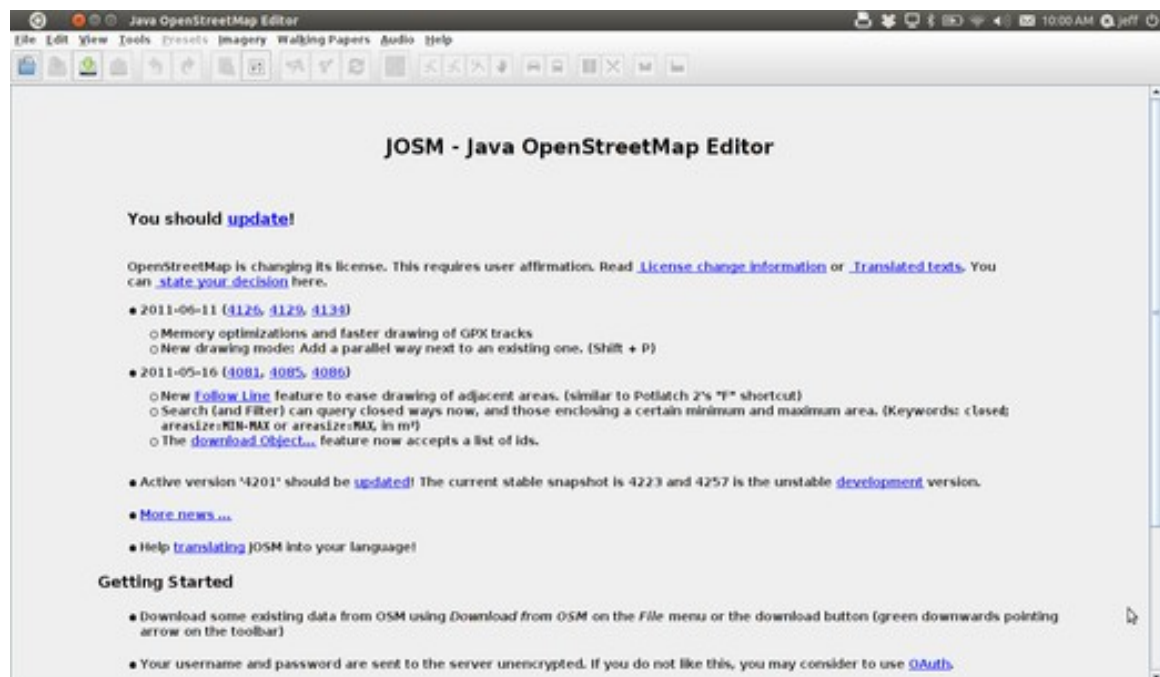 Java OpenStreetMap Editor
10:00 AM jeff
File Edit View Tools Presets Imagery Walking Papers Audio Help
JOSM - Java OpenStreetMap Editor
You should update!
OpenStreetMap is changing its license. This requires user affirmation. Read License change information or Translated texts. You
can state your decision here.
2011-06-11 (4126, 4129, 4134)
Memory optimizations and faster drawing of GPX tracks
New drawing mode: Add a parallel way next to an existing one. (Shift + P)
2011-05-16 (4081, 4085, 4086)
New Follow Line feature to ease drawing of adjacent areas. (similar to Potlatch 2's "F" shortcut)
Search (and Filter) can query closed ways now, and those enclosing a certain minimum and maximum area. (Keywords: closed;
areasize:MIN-MAX or areasize:MAX, in m²)
The download Object... feature now accepts a list of ids.
Active version '4201' should be updated! The current stable snapshot is 4223 and 4257 is the unstable development version.
More news ...
Help translating JOSM into your language!
Getting Started
Download some existing data from OSM using Download from OSM on the File menu or the download button (green downwards pointing
arrow on the toolbar)
Your username and password are sent to the server unencrypted. If you do not like this, you may consider to use OAuth.